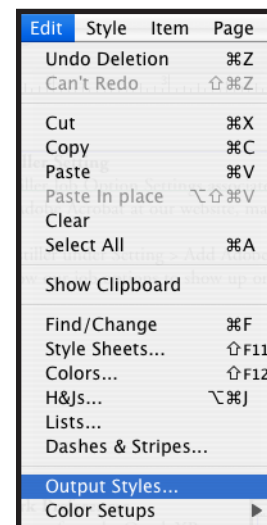 Edit Style Item Page
Undo Deletion ⌘Z
Can't Redo ⇧⌘Z
Cut ⌘X
Copy ⌘C
Paste ⌘V
Paste In place ⌥⇧⌘V
Clear
Select All ⌘A
Show Clipboard
Find/Change ⌘F
Style Sheets... ⇧F11
Colors... ⇧F12
H&Js... ⌥⌘J
Lists...
Dashes & Stripes...
Output Styles...
Color Setups ▶